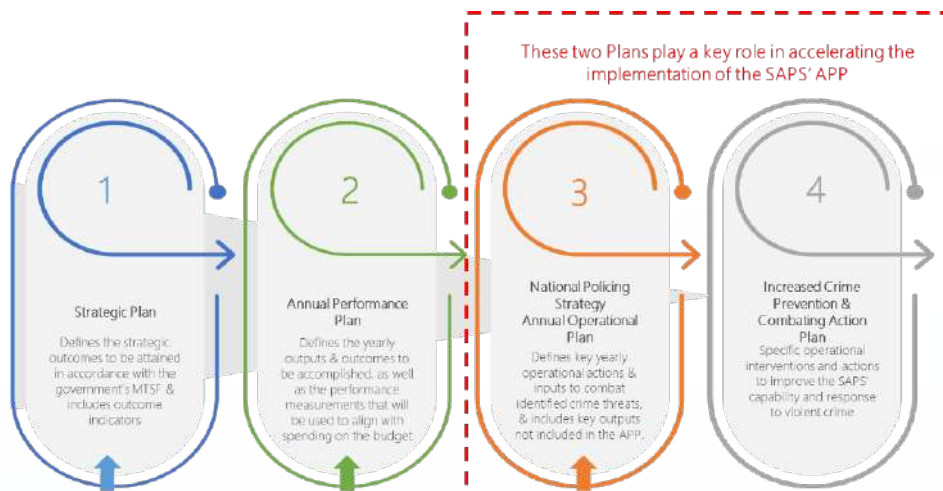 These two Plans play a key role in accelerating the
implementation of the SAPS' APP
1
Strategic Plan
Defines the strategic
outcomes to be attained
in accordance with the
government's MTSF &
includes outcome
indicators
2
Annual Performance
Plan
Defines the yearly
outputs & outcomes to
be accomplished, as well
as the performance
measurements that will
be used to align with
spending on the budget
3
National Policing
Strategy
Annual Operational
Plan
Defines key yearly
operational actions &
inputs to combat
identified crime threats,
& includes key outputs
not included in the APP.
4
Increased Crime
Prevention &
Combating Action
Plan
Specific operational
interventions and actions
to improve the SAPS'
capability and response
to violent crime